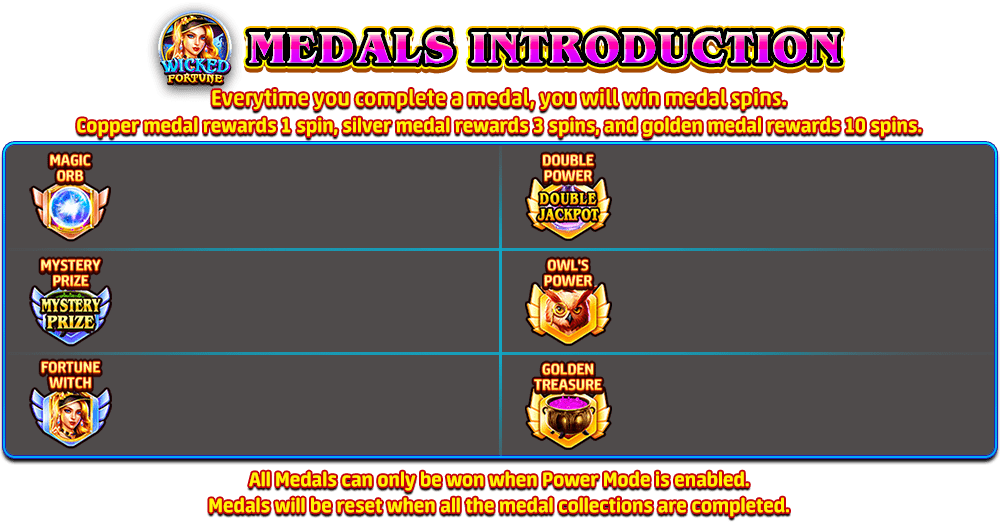 WICKED
FORTUNE
MEDALS INTRODUCTION
Everytime you complete a medal, you will win medal spins.
Copper medal rewards 1 spin, silver medal rewards 3 spins, and golden medal rewards 10 spins.
MAGIC
ORB
DOUBLE
POWER
DOUBLE
JACKPOT
MYSTERY
PRIZE
MYSTERY
PRIZE
OWL'S
POWER
FORTUNE
WITCH
GOLDEN
TREASURE
All Medals can only be won when Power Mode is enabled.
Medals will be reset when all the medal collections are completed.